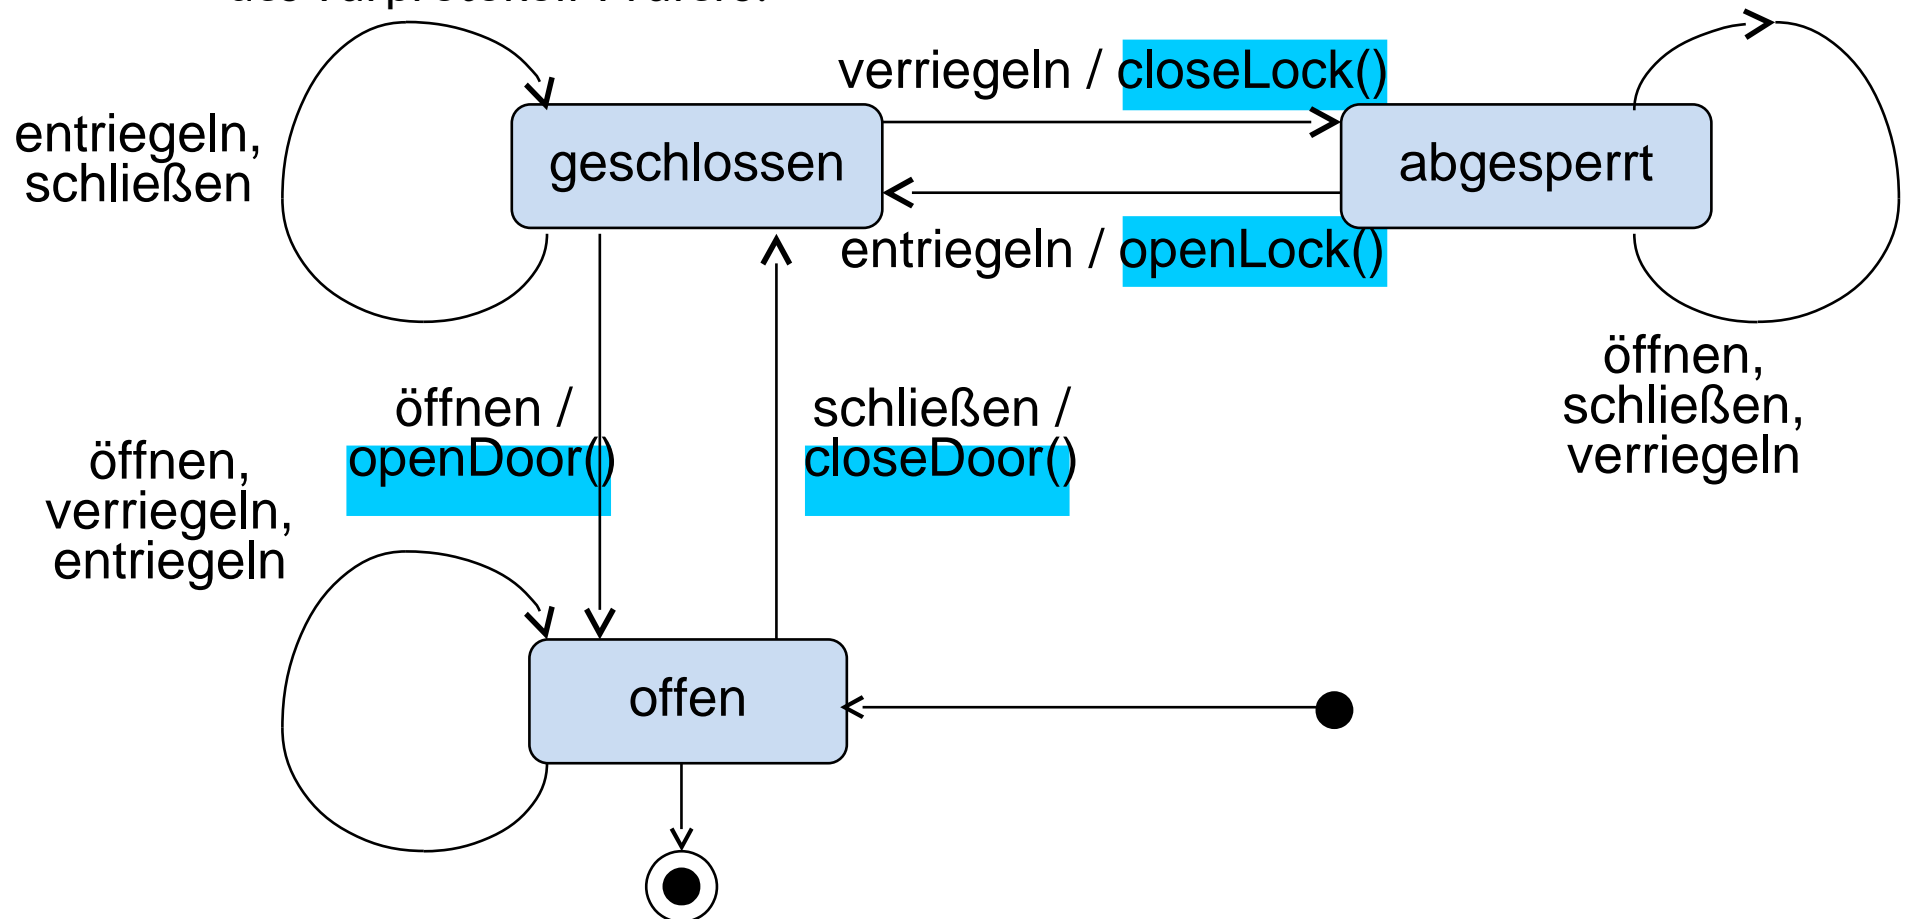 verriegeln / closeLock()
entriegeln,
schließen
geschlossen
abgesperrt
entriegeln / openLock()
öffnen /
openDoor()
schließen /
closeDoor()
öffnen,
schließen,
verriegeln
öffnen,
verriegeln,
entriegeln
offen